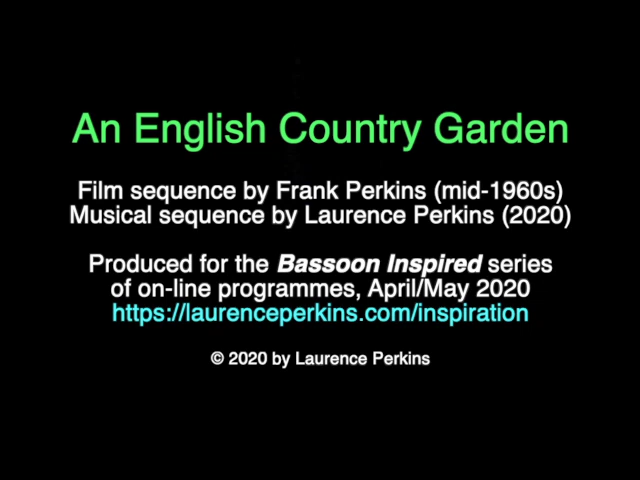 An English Country Garden
Film sequence by Frank Perkins (mid-1960s)
Musical sequence by Laurence Perkins (2020)
Produced for the Bassoon Inspired series
of on-line programmes, April/May 2020
https://laurenceperkins.com/inspiration
© 2020 by Laurence Perkins